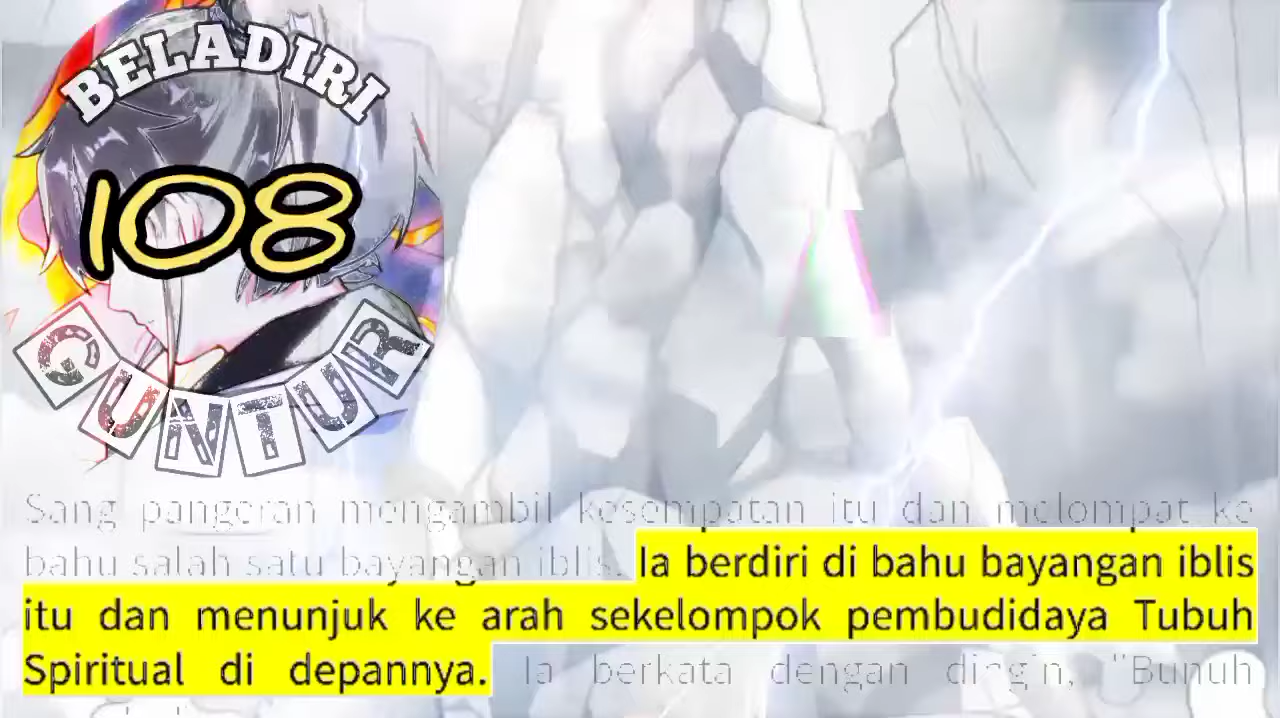 BELADIRI
108
GUNTUR
Sang pangeran mengambil kesempatan itu dan melompat ke
bahu salah satu bayangan iblis. Ia berdiri di bahu bayangan iblis
itu dan menunjuk ke arah sekelompok pembudidaya Tubuh
Spiritual di depannya. Ia berkata dengan dingin, "Bunuh